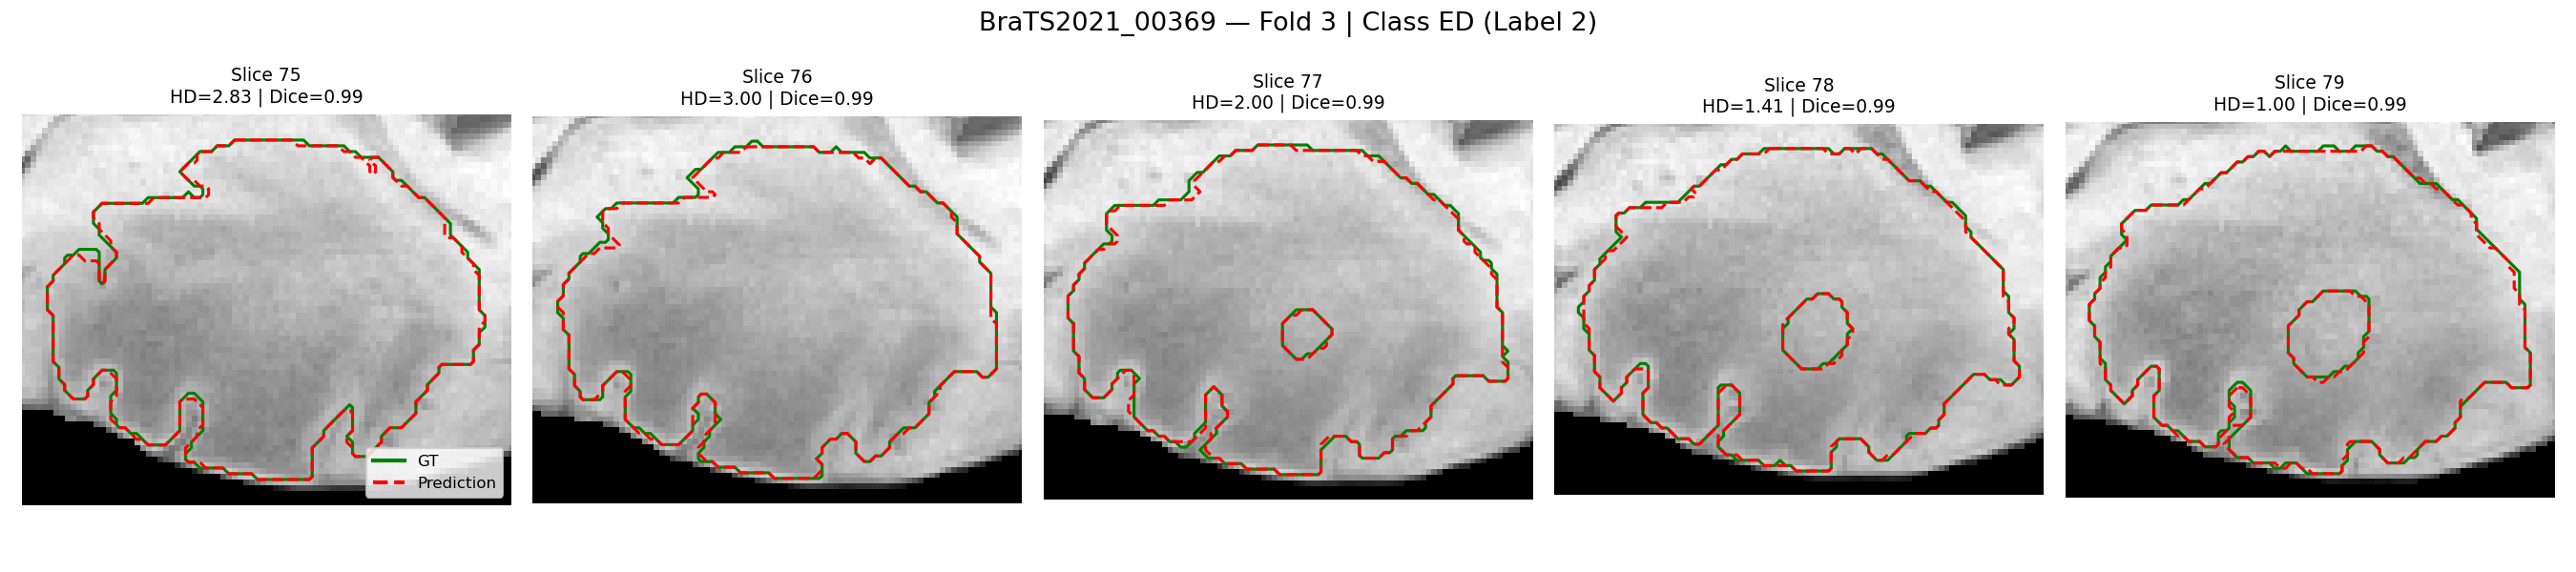 BraTS2021_00369 — Fold 3 | Class ED (Label 2)
Slice 75
HD=2.83 | Dice=0.99
Slice 76
HD=3.00 | Dice=0.99
Slice 77
HD=2.00 | Dice=0.99
Slice 78
HD=1.41 | Dice=0.99
Slice 79
HD=1.00 | Dice=0.99
GT
Prediction